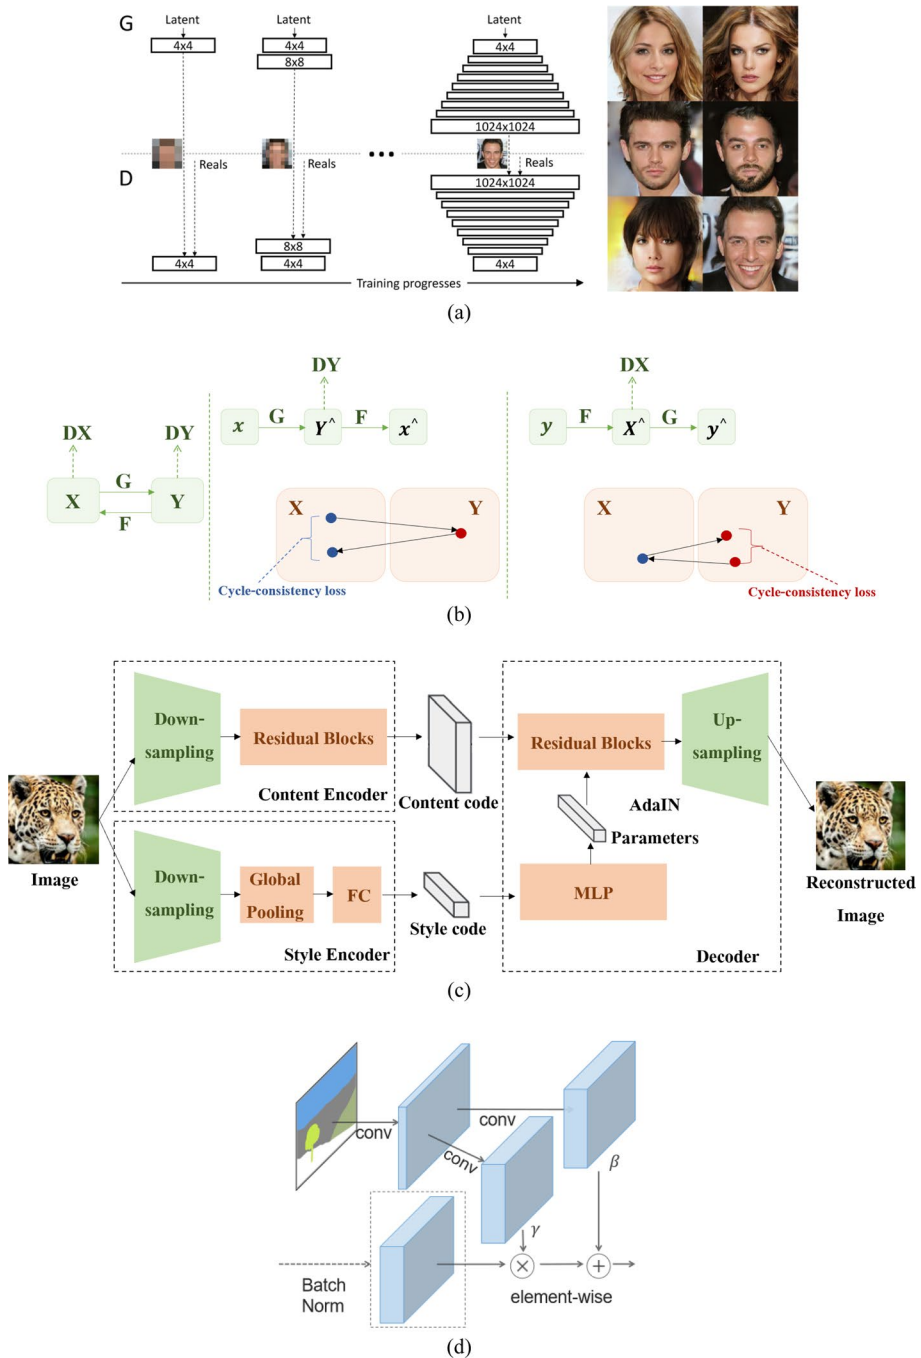 G
Latent
4x4
Latent
4x4
8x8
Latent
4x4
1024x1024
Reals
Reals
•••
Reals
D
1024x1024
8x8
4x4
4x4
4x4
Training progresses
(a)
DY
DX
x G Y^ F x^
y F X^ G y^
DX DY
X G Y
F
X Y
X Y
Cycle-consistency loss
Cycle-consistency loss
(b)
Down-
sampling
Residual Blocks
Content Encoder
Content code
Residual Blocks
Up-
sampling
AdaIN
Parameters
Image
Down-
sampling
Global
Pooling
FC
Style Encoder
Style code
MLP
Decoder
Reconstructed
Image
(c)
conv
conv
conv
β
γ
Batch
Norm
element-wise
(d)